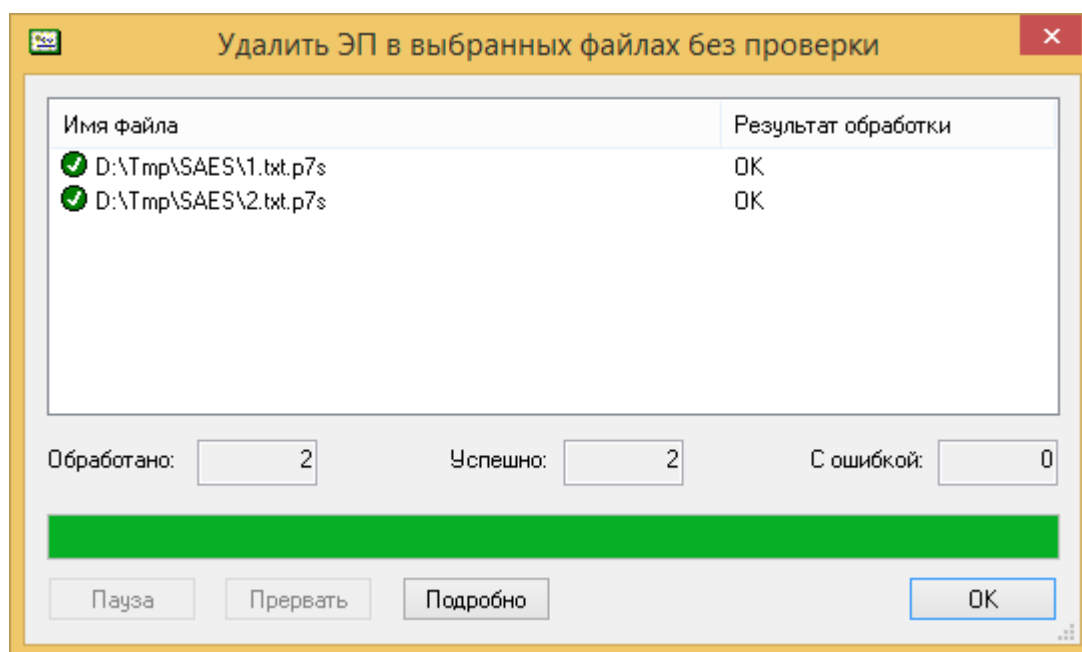 Удалить ЭП в выбранных файлах без проверки
Имя файла Результат обработки
D:\Tmp\SAES\1.txt.p7s OK
D:\Tmp\SAES\2.txt.p7s OK
Обработано: 2 Успешно: 2 С ошибкой: 0
Пауза Прервать Подробно OK